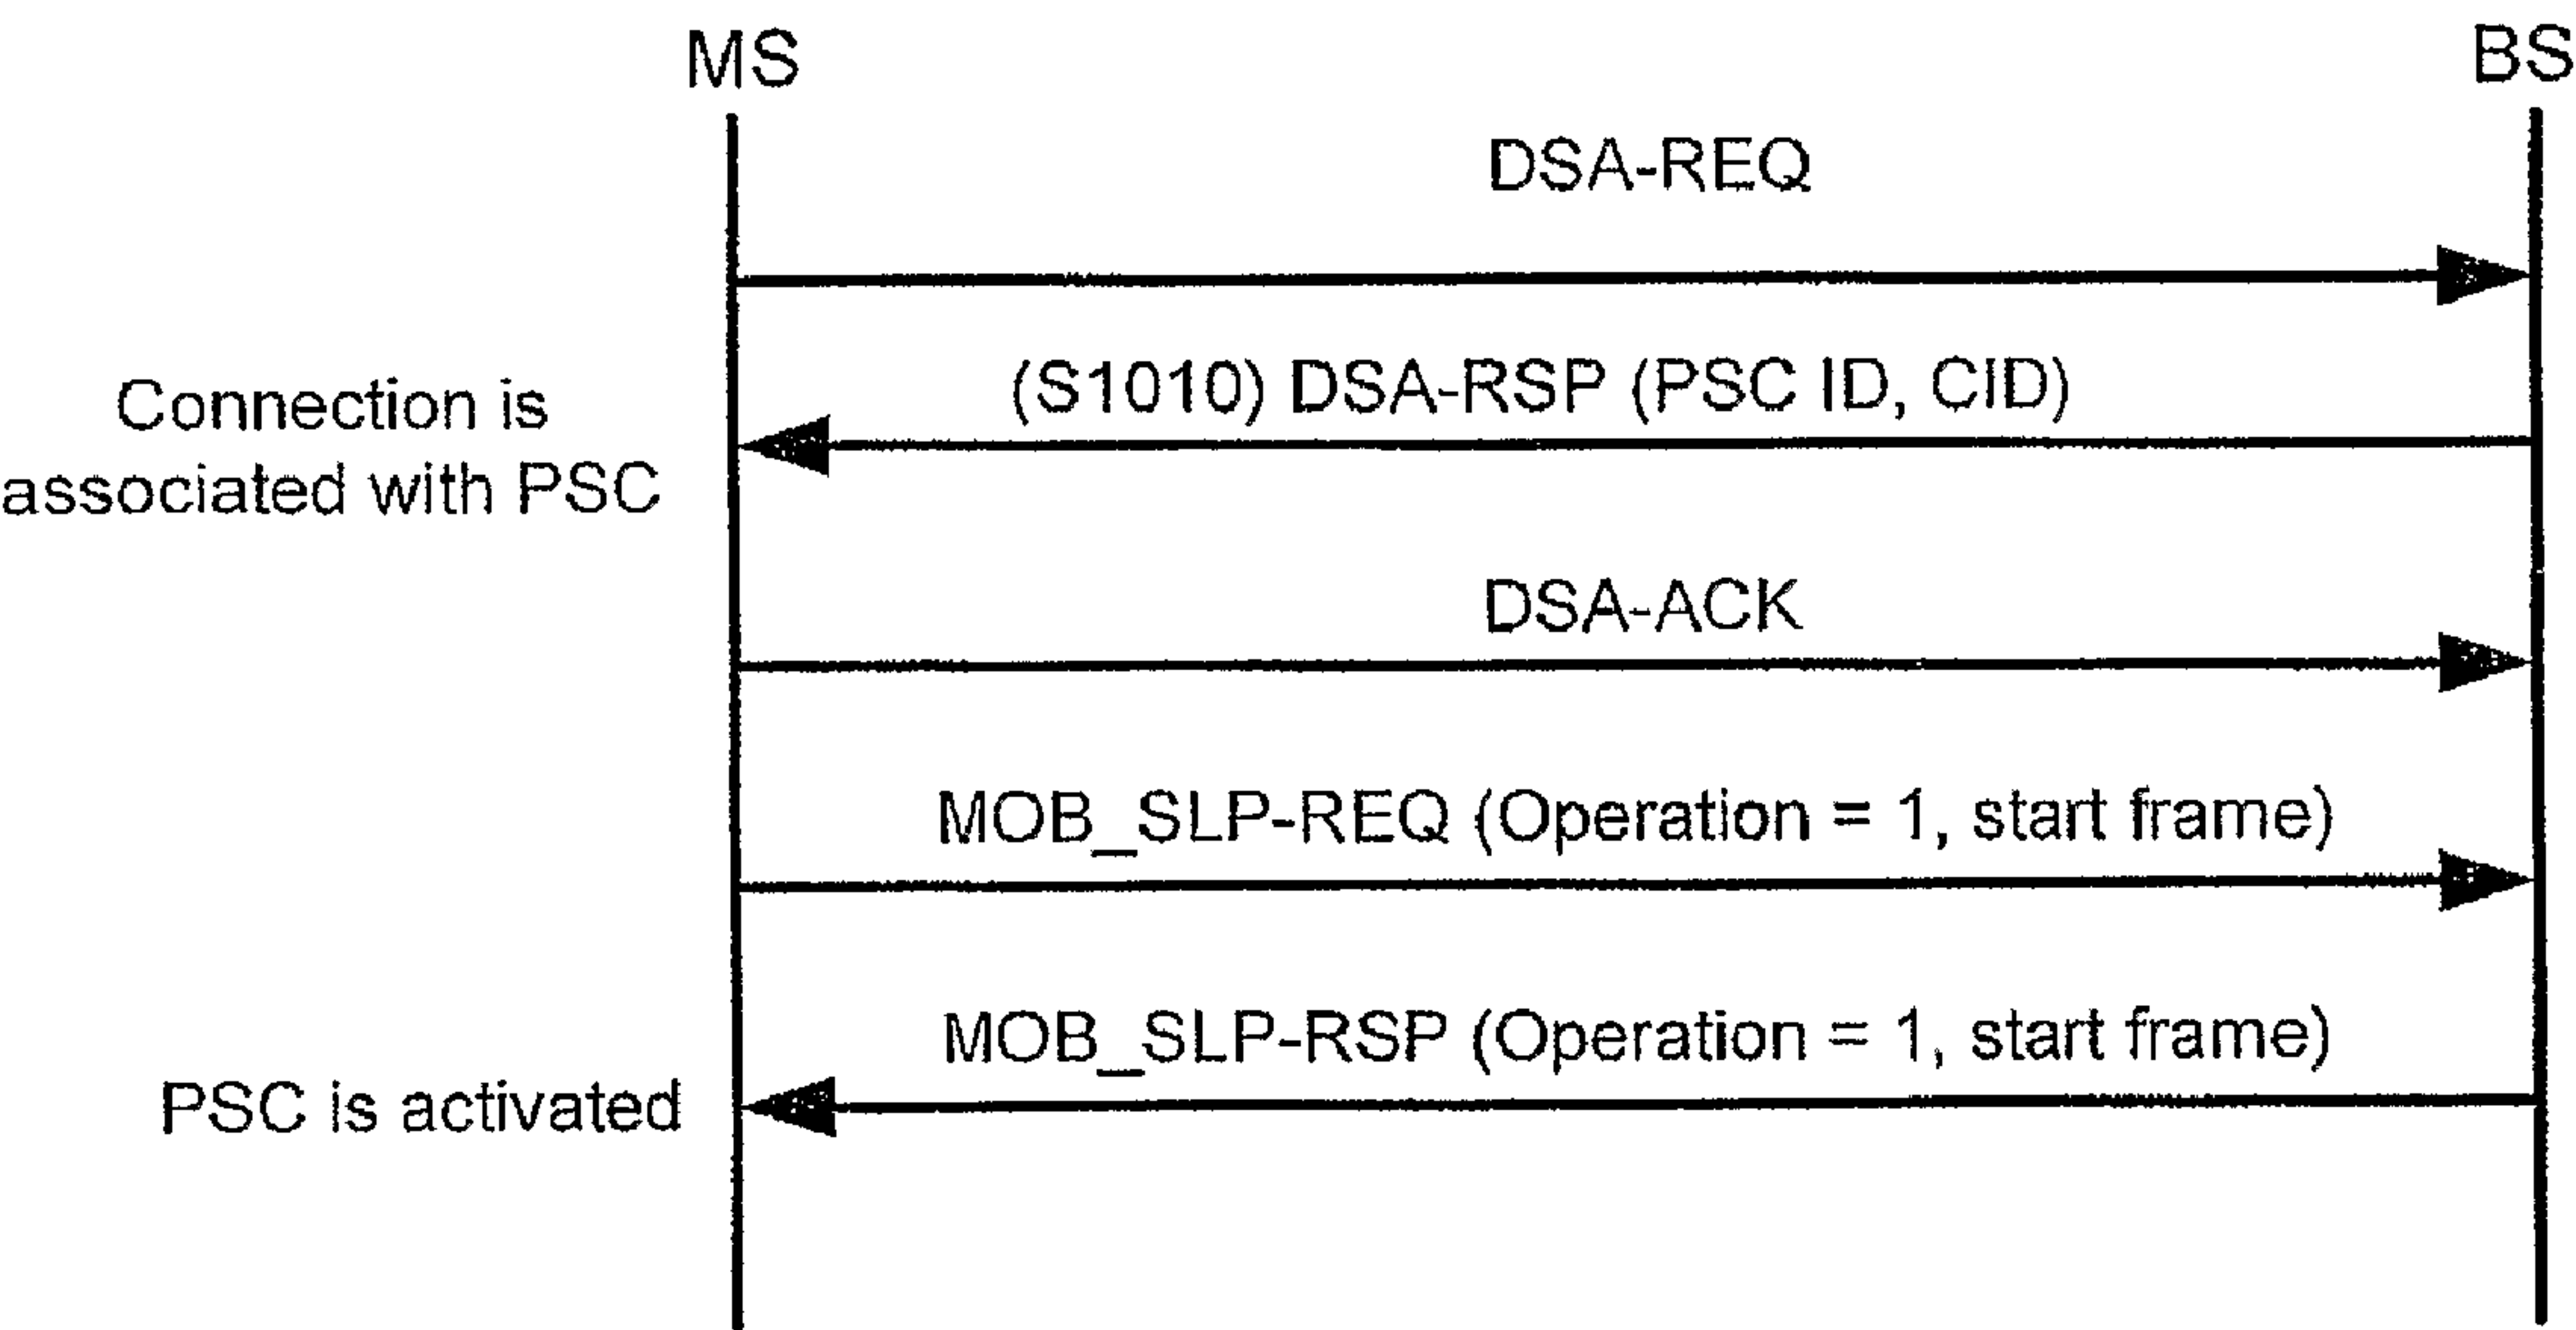 MS
BS
DSA-REQ
(S1010) DSA-RSP (PSC ID, CID)
Connection is
associated with PSC
DSA-ACK
MOB_SLP-REQ (Operation = 1, start frame)
MOB_SLP-RSP (Operation = 1, start frame)
PSC is activated